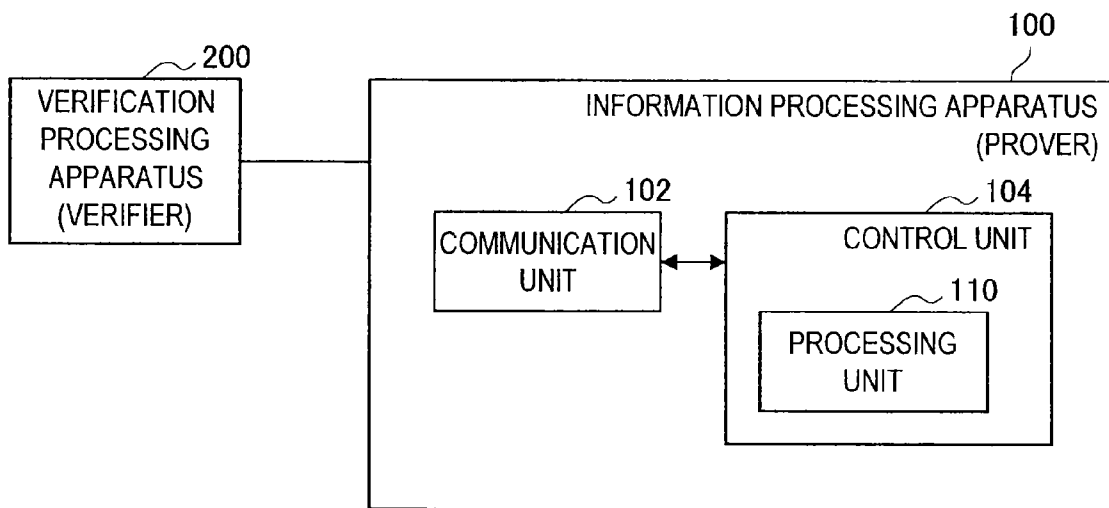 200
VERIFICATION
PROCESSING
APPARATUS
(VERIFIER)
100
INFORMATION PROCESSING APPARATUS
(PROVER)
102
COMMUNICATION
UNIT
104
CONTROL UNIT
110
PROCESSING
UNIT